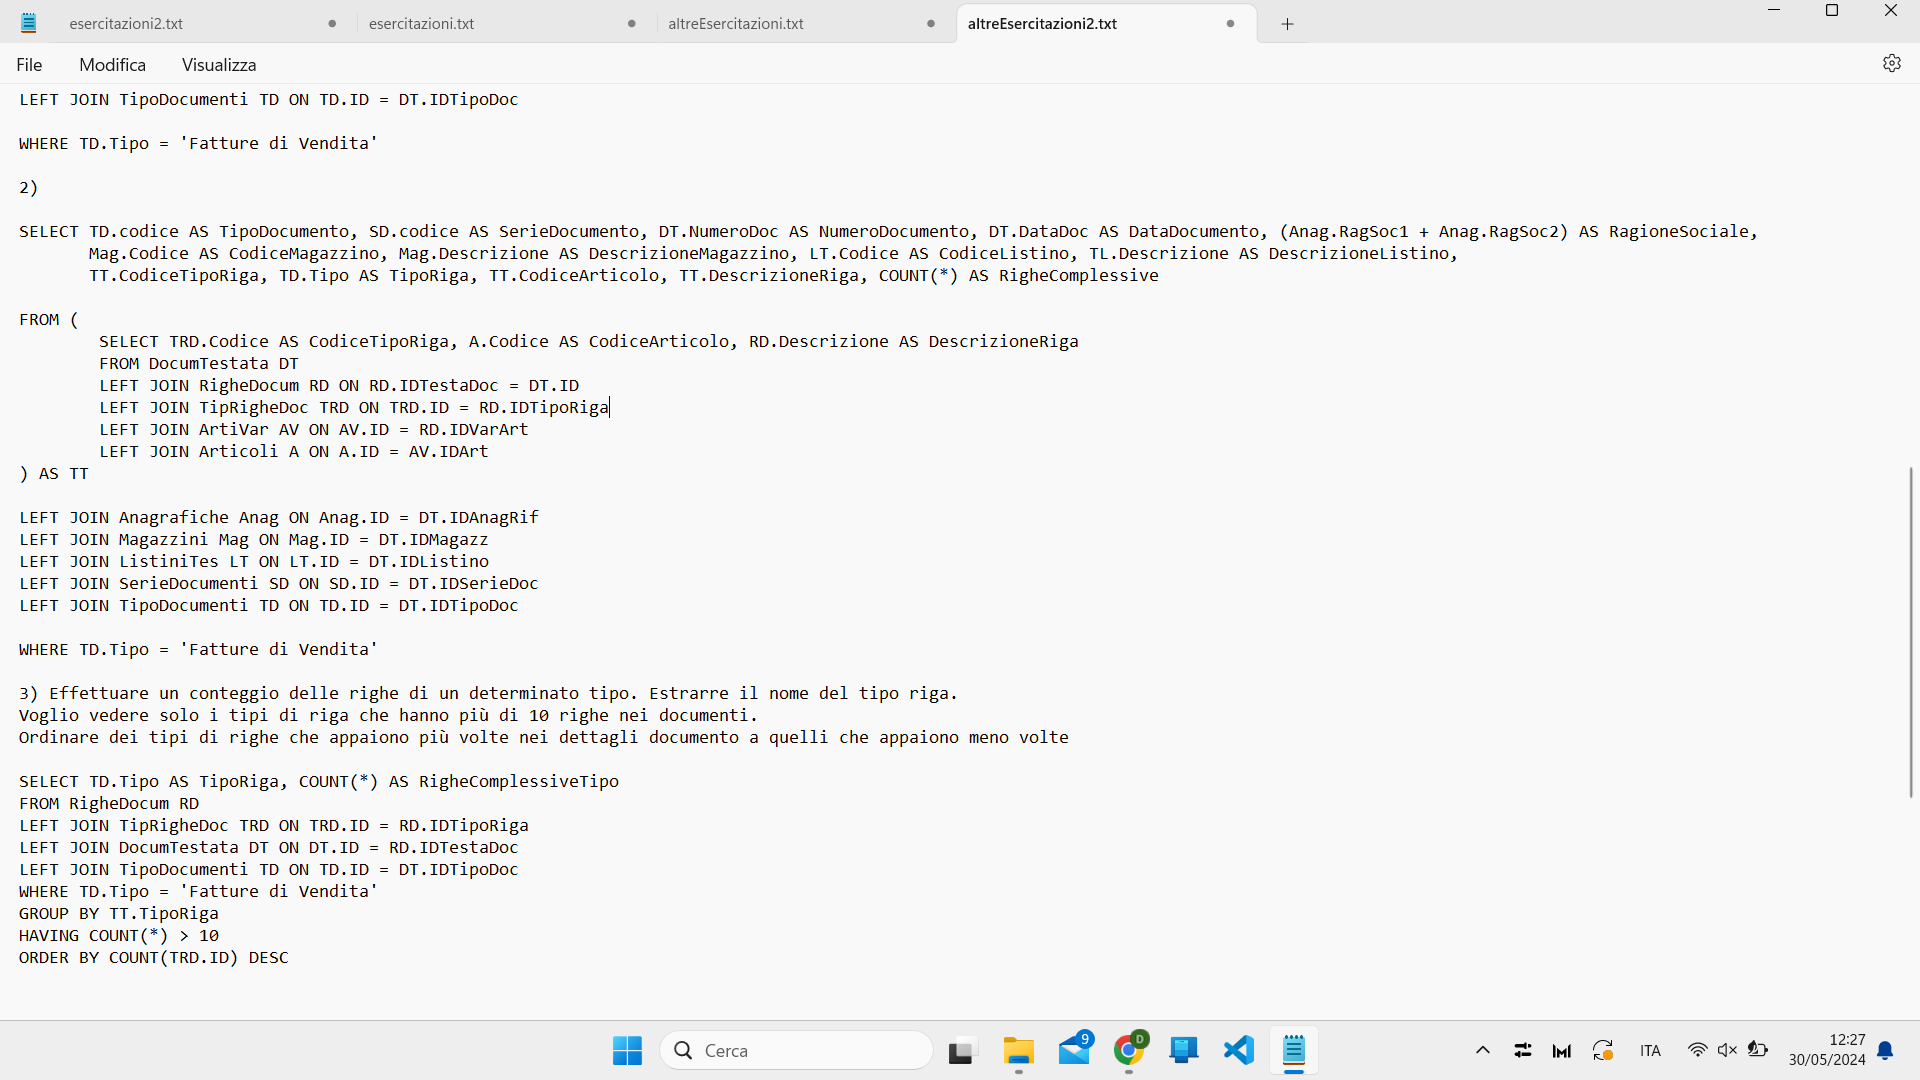 esercitazioni2.txt
esercitazioni.txt
altreEsercitazioni.txt
altreEsercitazioni2.txt
File Modifica Visualizza
LEFT JOIN TipoDocumenti TD ON TD.ID = DT.IDTipoDoc
WHERE TD.Tipo = 'Fatture di Vendita'
2)
SELECT TD.codice AS TipoDocumento, SD.codice AS SerieDocumento, DT.NumeroDoc AS NumeroDocumento, DT.DataDoc AS DataDocumento, (Anag.RagSoc1 + Anag.RagSoc2) AS RagioneSociale,
Mag.Codice AS CodiceMagazzino, Mag.Descrizione AS DescrizioneMagazzino, LT.Codice AS CodiceListino, TL.Descrizione AS DescrizioneListino,
TT.CodiceTipoRiga, TD.Tipo AS TipoRiga, TT.CodiceArticolo, TT.DescrizioneRiga, COUNT(*) AS RigheComplessive
FROM (
SELECT TRD.Codice AS CodiceTipoRiga, A.Codice AS CodiceArticolo, RD.Descrizione AS DescrizioneRiga
FROM DocumTestata DT
LEFT JOIN RigheDocum RD ON RD.IDTestaDoc = DT.ID
LEFT JOIN TipRigheDoc TRD ON TRD.ID = RD.IDTipoRiga
LEFT JOIN ArtiVar AV ON AV.ID = RD.IDVarArt
LEFT JOIN Articoli A ON A.ID = AV.IDArt
) AS TT
LEFT JOIN Anagrafiche Anag ON Anag.ID = DT.IDAnagRif
LEFT JOIN Magazzini Mag ON Mag.ID = DT.IDMagazz
LEFT JOIN ListiniTes LT ON LT.ID = DT.IDListino
LEFT JOIN SerieDocumenti SD ON SD.ID = DT.IDSerieDoc
LEFT JOIN TipoDocumenti TD ON TD.ID = DT.IDTipoDoc
WHERE TD.Tipo = 'Fatture di Vendita'
3) Effettuare un conteggio delle righe di un determinato tipo. Estrarre il nome del tipo riga.
Voglio vedere solo i tipi di riga che hanno più di 10 righe nei documenti.
Ordinare dei tipi di righe che appaiono più volte nei dettagli documento a quelli che appaiono meno volte
SELECT TD.Tipo AS TipoRiga, COUNT(*) AS RigheComplessiveTipo
FROM RigheDocum RD
LEFT JOIN TipRigheDoc TRD ON TRD.ID = RD.IDTipoRiga
LEFT JOIN DocumTestata DT ON DT.ID = RD.IDTestaDoc
LEFT JOIN TipoDocumenti TD ON TD.ID = DT.IDTipoDoc
WHERE TD.Tipo = 'Fatture di Vendita'
GROUP BY TT.TipoRiga
HAVING COUNT(*) > 10
ORDER BY COUNT(TRD.ID) DESC
Cerca
9
D
ITA
12:27
30/05/2024